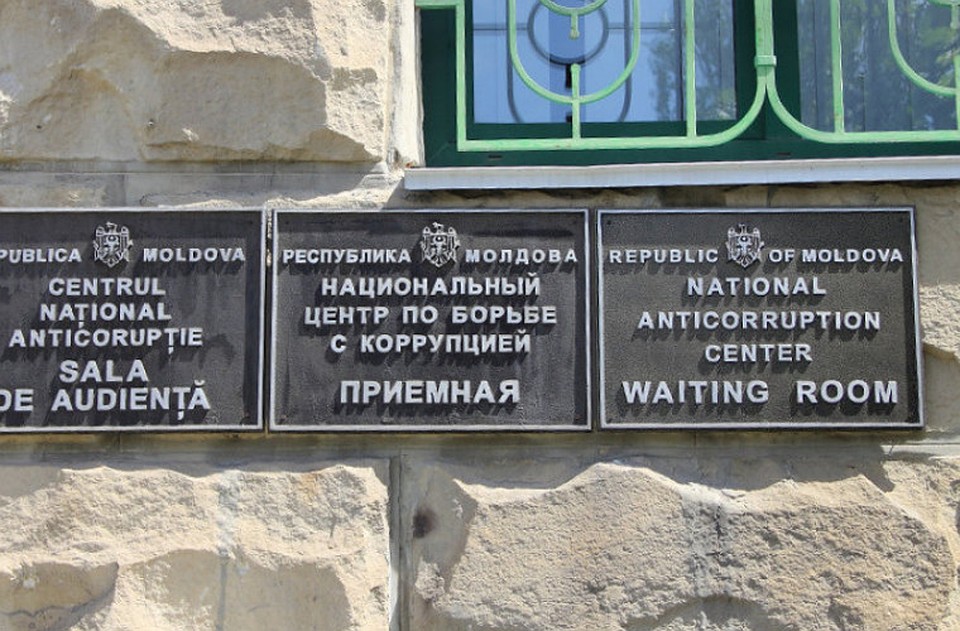 PUBLICA MOLDOVA
CENTRUL
NAȚIONAL
ANTICORUPȚIE
SALA
DE AUDIENȚĂ
РЕСПУБЛИКА МОЛДОВА
НАЦИОНАЛЬНЫЙ
ЦЕНТР ПО БОРЬБЕ
С КОРРУПЦИЕЙ
ПРИЕМНАЯ
REPUBLIC OF MOLDOVA
NATIONAL
ANTICORRUPTION
CENTER
WAITING ROOM